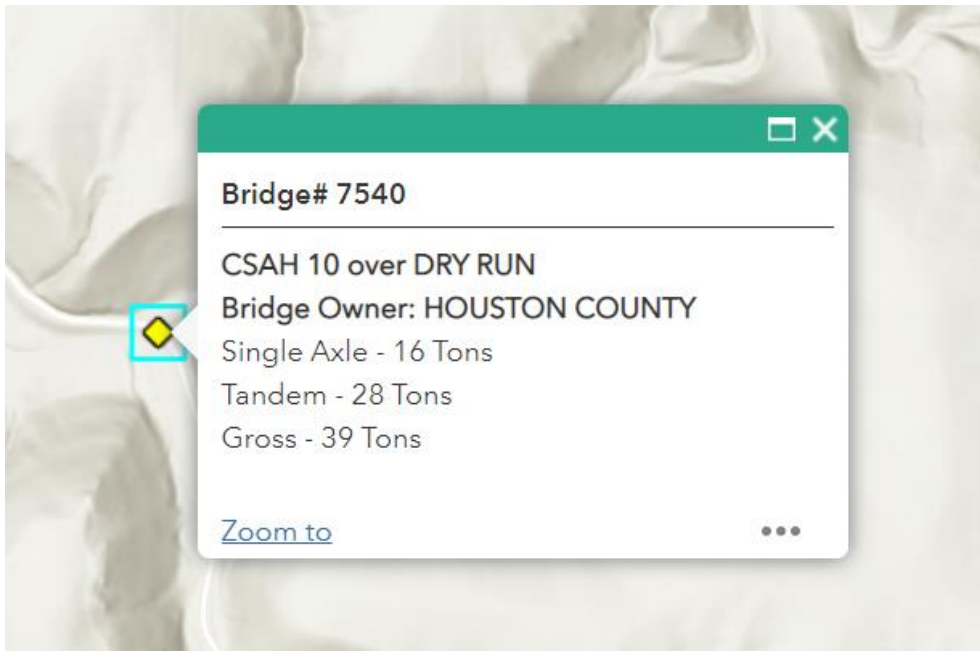 Bridge# 7540
CSAH 10 over DRY RUN
Bridge Owner: HOUSTON COUNTY
Single Axle - 16 Tons
Tandem - 28 Tons
Gross - 39 Tons
Zoom to